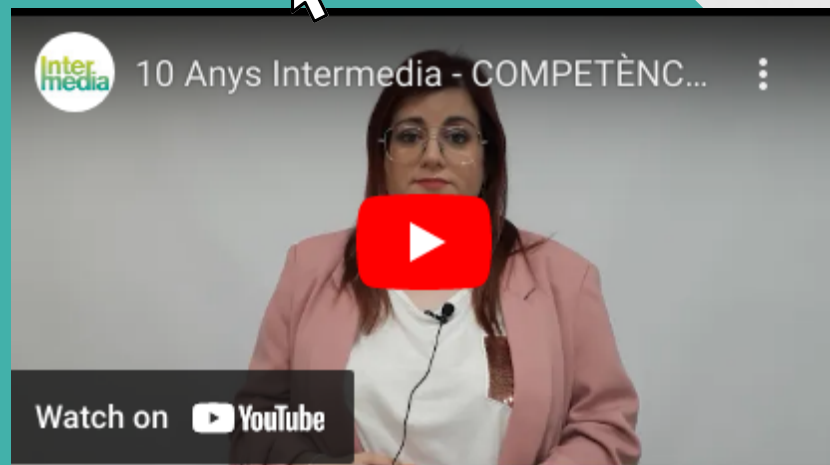 Inter
media
10 Anys Intermedia - COMPETÈNC...
Watch on YouTube